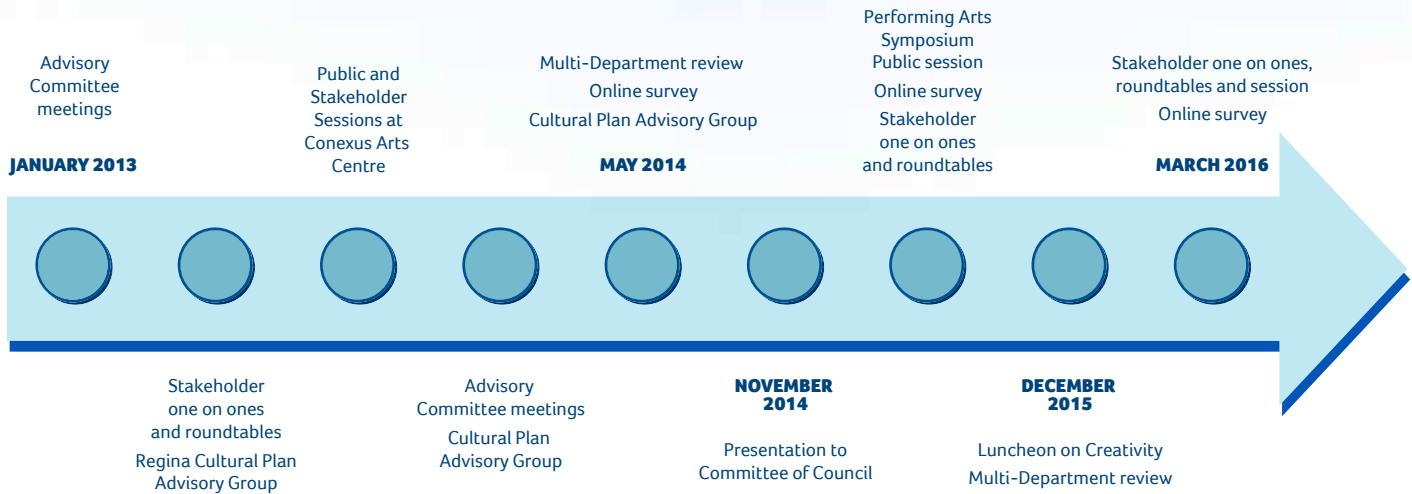 Advisory
Committee
meetings
JANUARY 2013
Stakeholder
one on ones
and roundtables
Regina Cultural Plan
Advisory Group
Public and
Stakeholder
Sessions at
Conexus Arts
Centre
Advisory
Committee meetings
Cultural Plan
Advisory Group
Multi-Department review
Online survey
Cultural Plan Advisory Group
MAY 2014
NOVEMBER
2014
Presentation to
Committee of Council
Performing Arts
Symposium
Public session
Online survey
Stakeholder
one on ones
and roundtables
DECEMBER
2015
Luncheon on Creativity
Multi-Department review
Stakeholder one on ones,
roundtables and session
Online survey
MARCH 2016